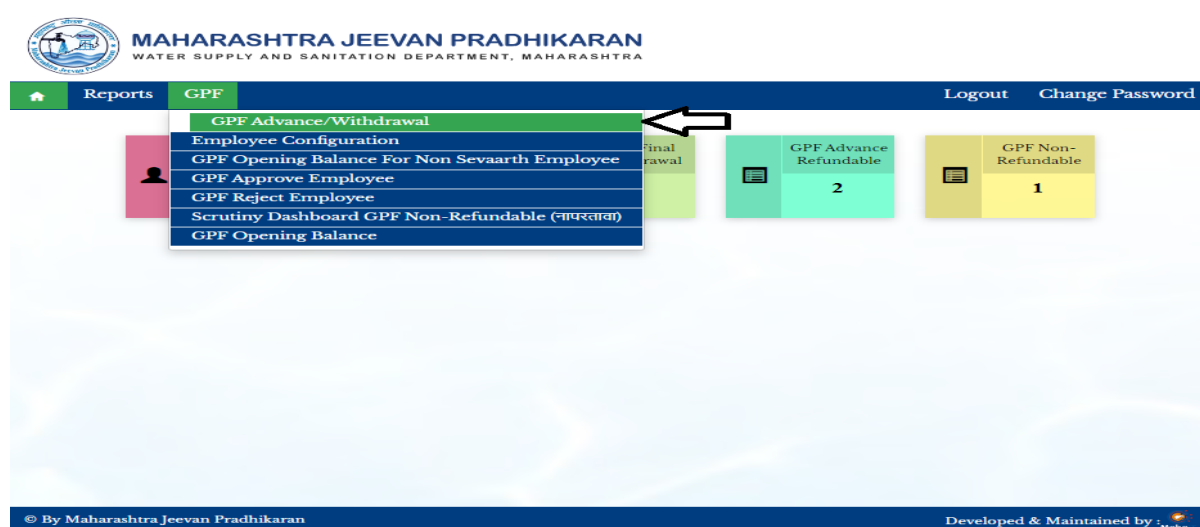 MAHARASHTRA JEEVAN PRADHIKARAN
WATER SUPPLY AND SANITATION DEPARTMENT, MAHARASHTRA
Reports GPF Logout Change Password
GPF Advance/Withdrawal
Employee Configuration
GPF Opening Balance For Non Sevaarth Employee
GPF Approve Employee
GPF Reject Employee
Scrutiny Dashboard GPF Non-Refundable (नापरतावा)
GPF Opening Balance
GPF Advance
Refundable
2
GPF Non-
Refundable
1
© By Maharashtra Jeevan Pradhikaran
Developed & Maintained by :